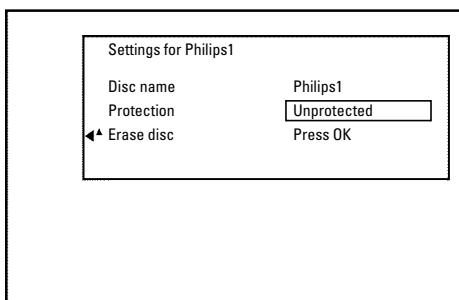 Settings for Philips1
Disc name Philips1
Protection Unprotected
Erase disc Press OK